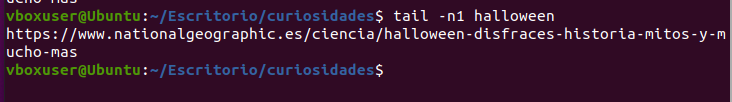 ucho-mas
vboxuser@Ubuntu:~/Escritorio/curiosidades$ tail -n1 halloween
https://www.nationalgeographic.es/ciencia/halloween-disfraces-historia-mitos-y-m
ucho-mas
vboxuser@Ubuntu:~/Escritorio/curiosidades$